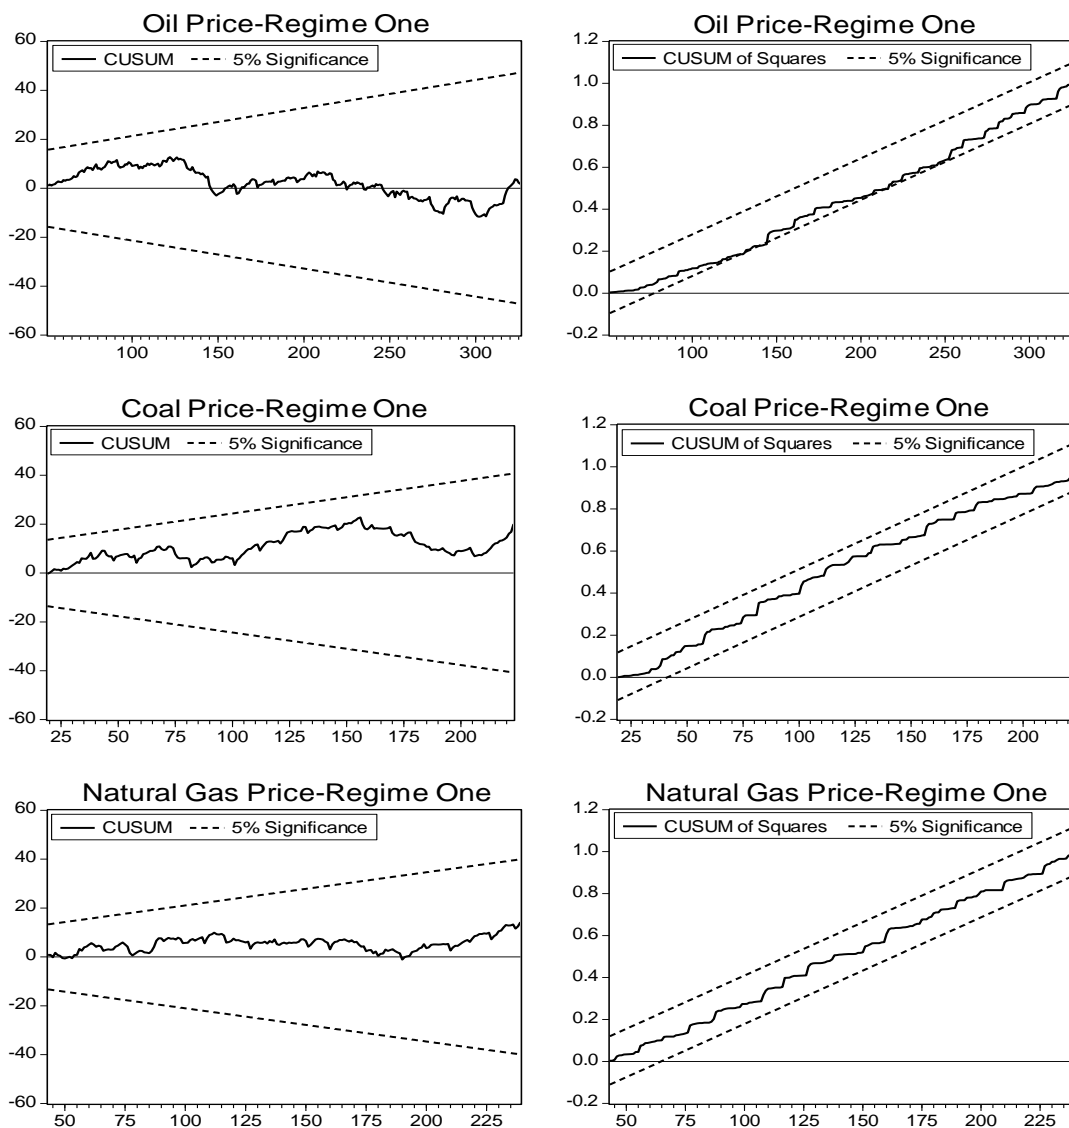 Oil Price-Regime One
60
CUSUM 5% Significance
40
20
0
-20
-40
-60
100 150 200 250 300
Oil Price-Regime One
1.2
CUSUM of Squares 5% Significance
1.0
0.8
0.6
0.4
0.2
0.0
-0.2
100 150 200 250 300
Coal Price-Regime One
60
CUSUM 5% Significance
40
20
0
-20
-40
-60
25 50 75 100 125 150 175 200
Coal Price-Regime One
1.2
CUSUM of Squares 5% Significance
1.0
0.8
0.6
0.4
0.2
0.0
-0.2
25 50 75 100 125 150 175 200
Natural Gas Price-Regime One
60
CUSUM 5% Significance
40
20
0
-20
-40
-60
50 75 100 125 150 175 200 225
Natural Gas Price-Regime One
1.2
CUSUM of Squares 5% Significance
1.0
0.8
0.6
0.4
0.2
0.0
-0.2
50 75 100 125 150 175 200 225